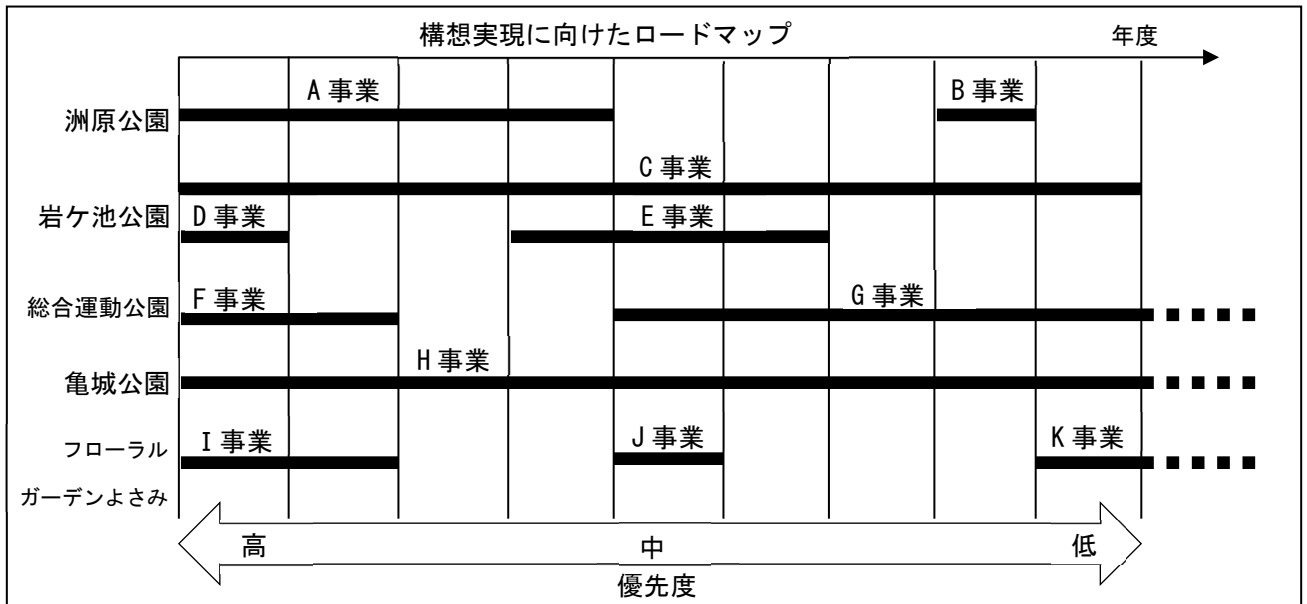 構想実現に向けたロードマップ
年度
A 事業
B 事業
洲原公園
C 事業
岩ケ池公園
D 事業
E 事業
総合運動公園
F 事業
G 事業
H 事業
亀城公園
I 事業
J 事業
K 事業
フローラル
ガーデンよさみ
高
中
低
優先度